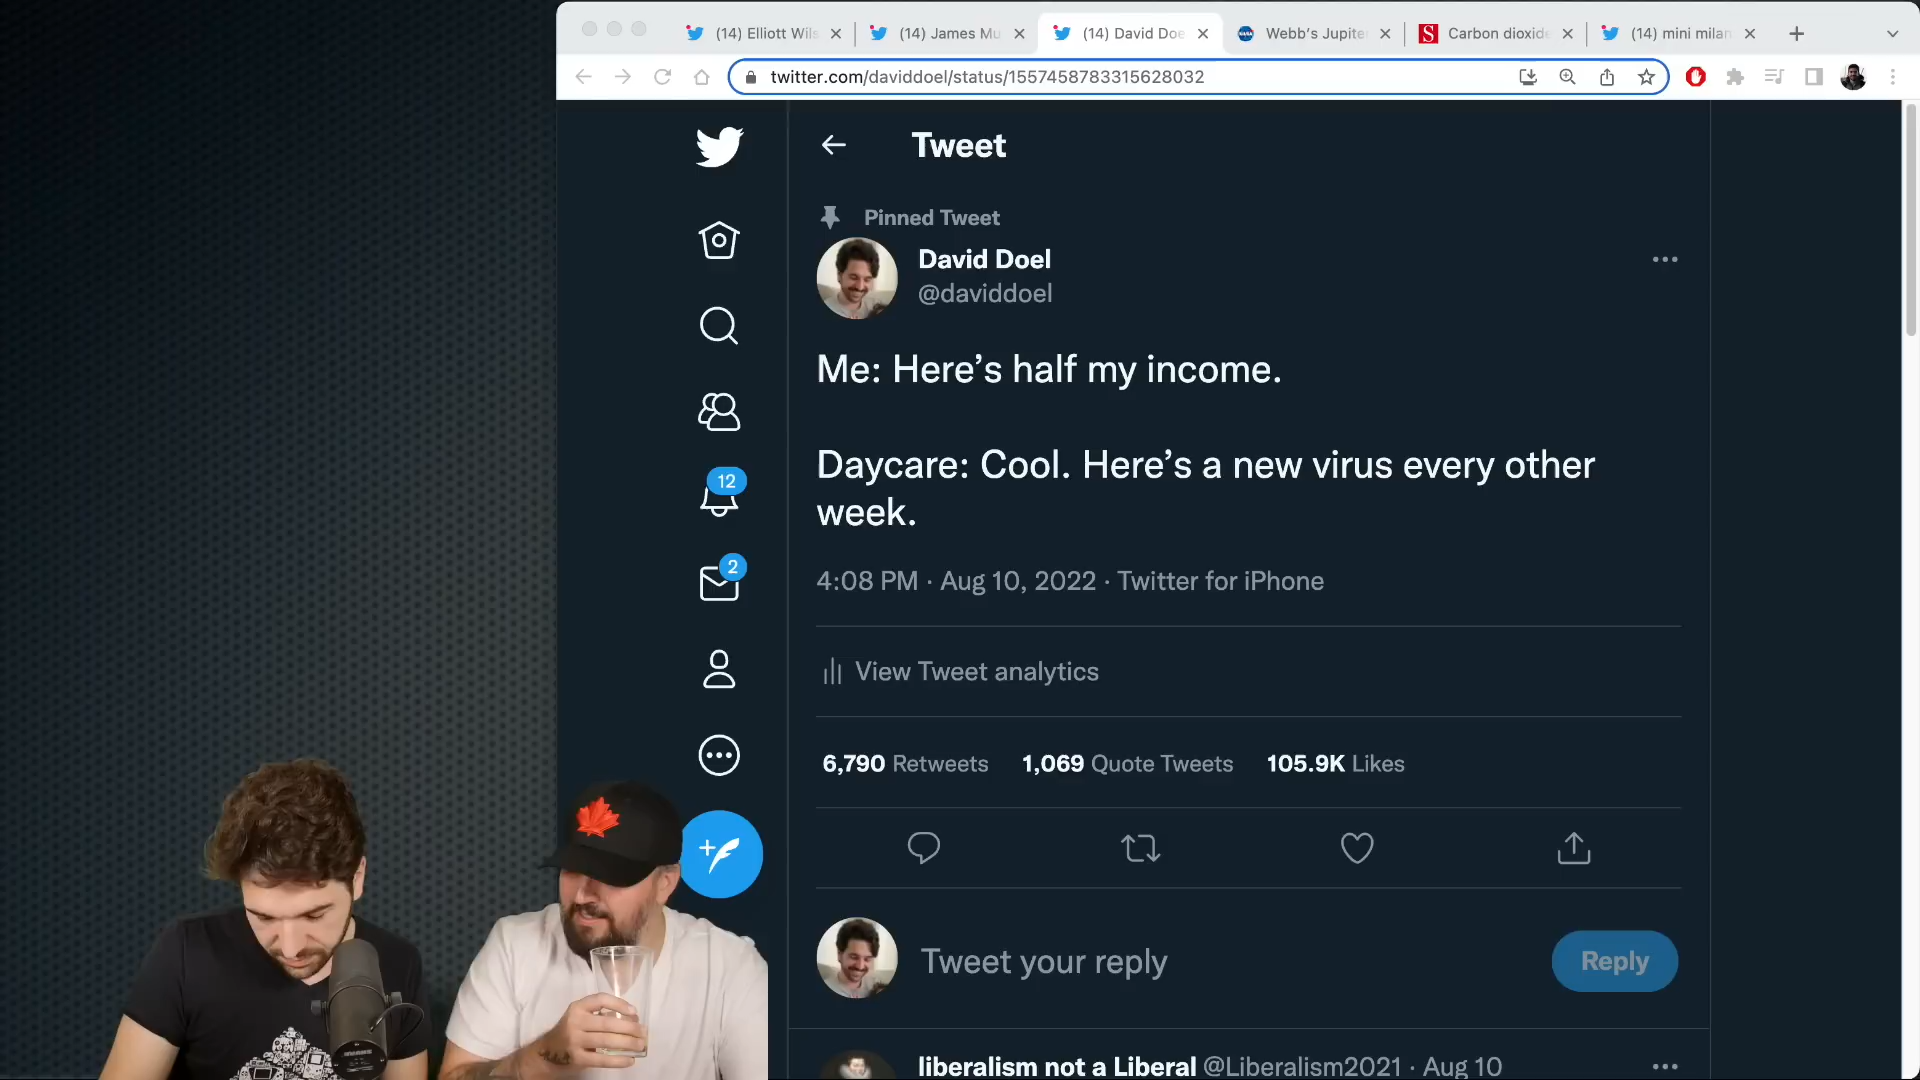 (14) Elliott Wils
(14) James Mu
(14) David Doe
Webb's Jupite
S
Carbon dioxide
(14) mini milan
twitter.com/daviddoel/status/1557458783315628032
Tweet
Pinned Tweet
David Doel
@daviddoel
Me: Here's half my income.
Daycare: Cool. Here's a new virus every other
week.
4:08 PM · Aug 10, 2022 · Twitter for iPhone
View Tweet analytics
6,790 Retweets 1,069 Quote Tweets 105.9K Likes
12
2
Tweet your reply
Reply
liberalism not a Liberal @Liberalism2021 · Aug 10